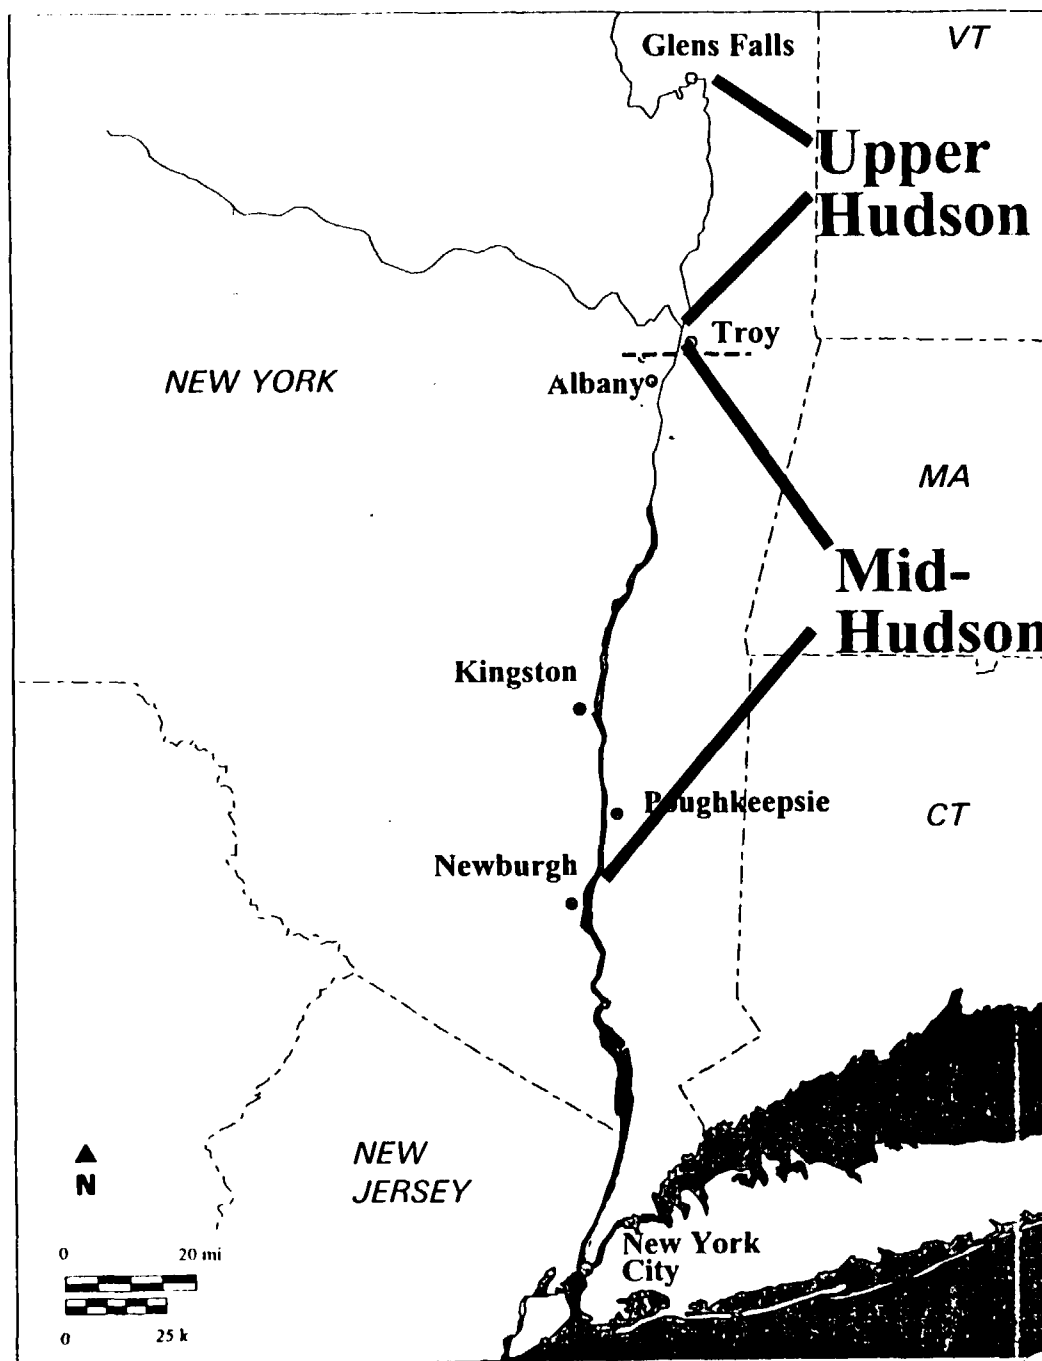 Glens Falls
VT
Upper
Hudson
Troy
NEW YORK
Albany
MA
Mid-
Hudson
Kingston
Poughkeepsie
CT
Newburgh
N
NEW
JERSEY
0 20 mi
0 25 k
New York
City